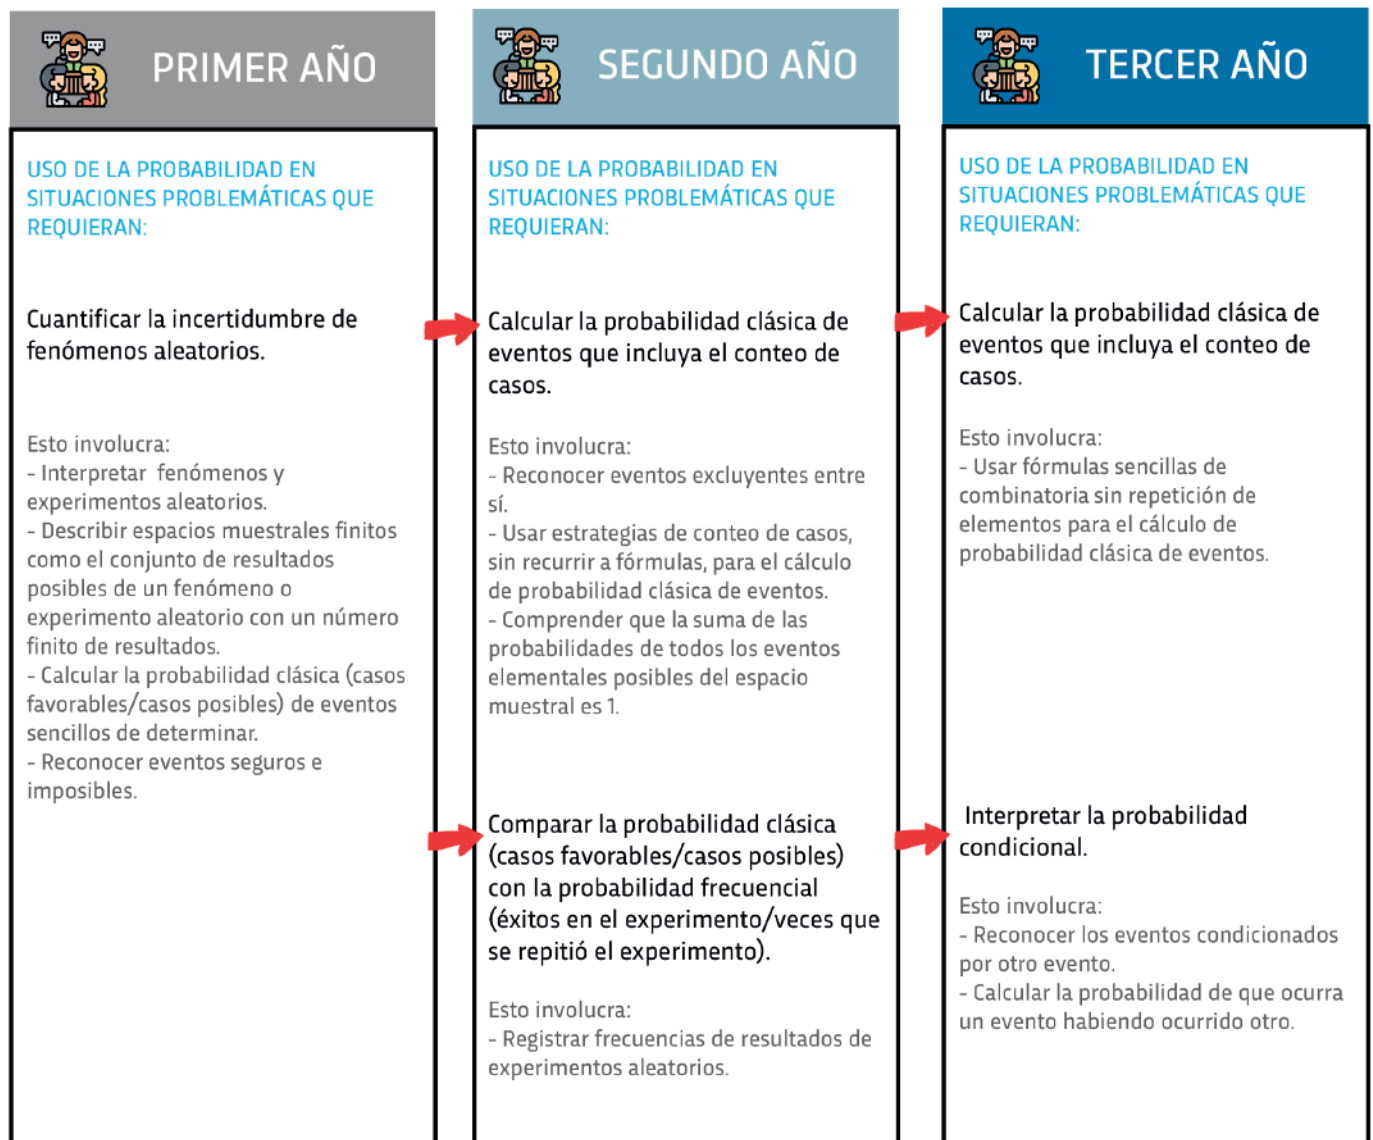 PRIMER AÑO
USO DE LA PROBABILIDAD EN
SITUACIONES PROBLEMÁTICAS QUE
REQUIERAN:
Cuantificar la incertidumbre de
fenómenos aleatorios.
Esto involucra:
- Interpretar fenómenos y
experimentos aleatorios.
- Describir espacios muestrales finitos
como el conjunto de resultados
posibles de un fenómeno o
experimento aleatorio con un número
finito de resultados.
- Calcular la probabilidad clásica (casos
favorables/casos posibles) de eventos
sencillos de determinar.
- Reconocer eventos seguros e
imposibles.
SEGUNDO AÑO
USO DE LA PROBABILIDAD EN
SITUACIONES PROBLEMÁTICAS QUE
REQUIERAN:
Calcular la probabilidad clásica de
eventos que incluya el conteo de
casos.
Esto involucra:
- Reconocer eventos excluyentes entre
sí.
- Usar estrategias de conteo de casos,
sin recurrir a fórmulas, para el cálculo
de probabilidad clásica de eventos.
- Comprender que la suma de las
probabilidades de todos los eventos
elementales posibles del espacio
muestral es 1.
Comparar la probabilidad clásica
(casos favorables/casos posibles)
con la probabilidad frecuencial
(éxitos en el experimento/veces que
se repitió el experimento).
Esto involucra:
- Registrar frecuencias de resultados de
experimentos aleatorios.
TERCER AÑO
USO DE LA PROBABILIDAD EN
SITUACIONES PROBLEMÁTICAS QUE
REQUIERAN:
Calcular la probabilidad clásica de
eventos que incluya el conteo de
casos.
Esto involucra:
- Usar fórmulas sencillas de
combinatoria sin repetición de
elementos para el cálculo de
probabilidad clásica de eventos.
Interpretar la probabilidad
condicional.
Esto involucra:
- Reconocer los eventos condicionados
por otro evento.
- Calcular la probabilidad de que ocurra
un evento habiendo ocurrido otro.